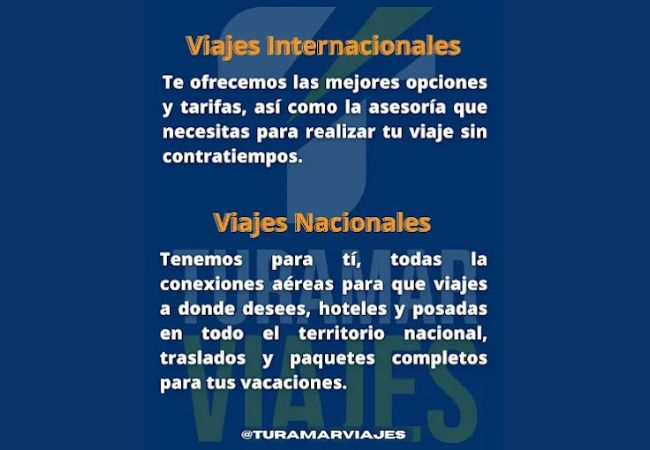 Viajes Internacionales
Te ofrecemos las mejores opciones
y tarifas, así como la asesoría que
necesitas para realizar tu viaje sin
contratiempos.
Viajes Nacionales
Tenemos para tí, todas la
conexiones aéreas para que viajes
a donde desees, hoteles y posadas
en todo el territorio nacional,
traslados y paquetes completos
para tus vacaciones.
TURAMAR
VIAJES
@TURAMARVIAJES